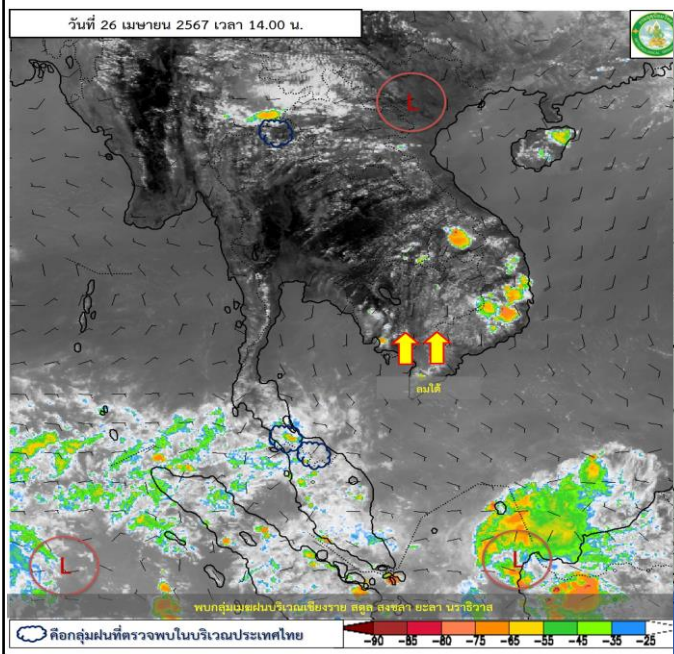 วันที่ 26 เมษายน 2567 เวลา 14.00 น.
L
ลมใต้
L
L
พบกลุ่มเมฆฝนบริเวณเชียงราย สตูล สงขลา ยะลา นราธิวาส
คือกลุ่มฝนที่ตรวจพบในบริเวณประเทศไทย
-90 -85 -80 -75 -65 -55 -45 -35 -25